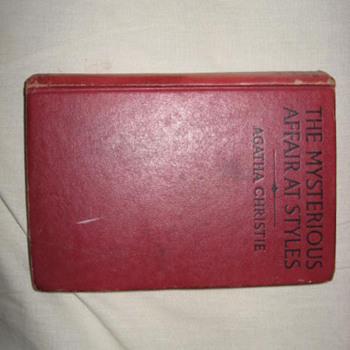 THE MYSTERIOUS
AFFAIR AT STYLES
AGATHA CHRISTIE